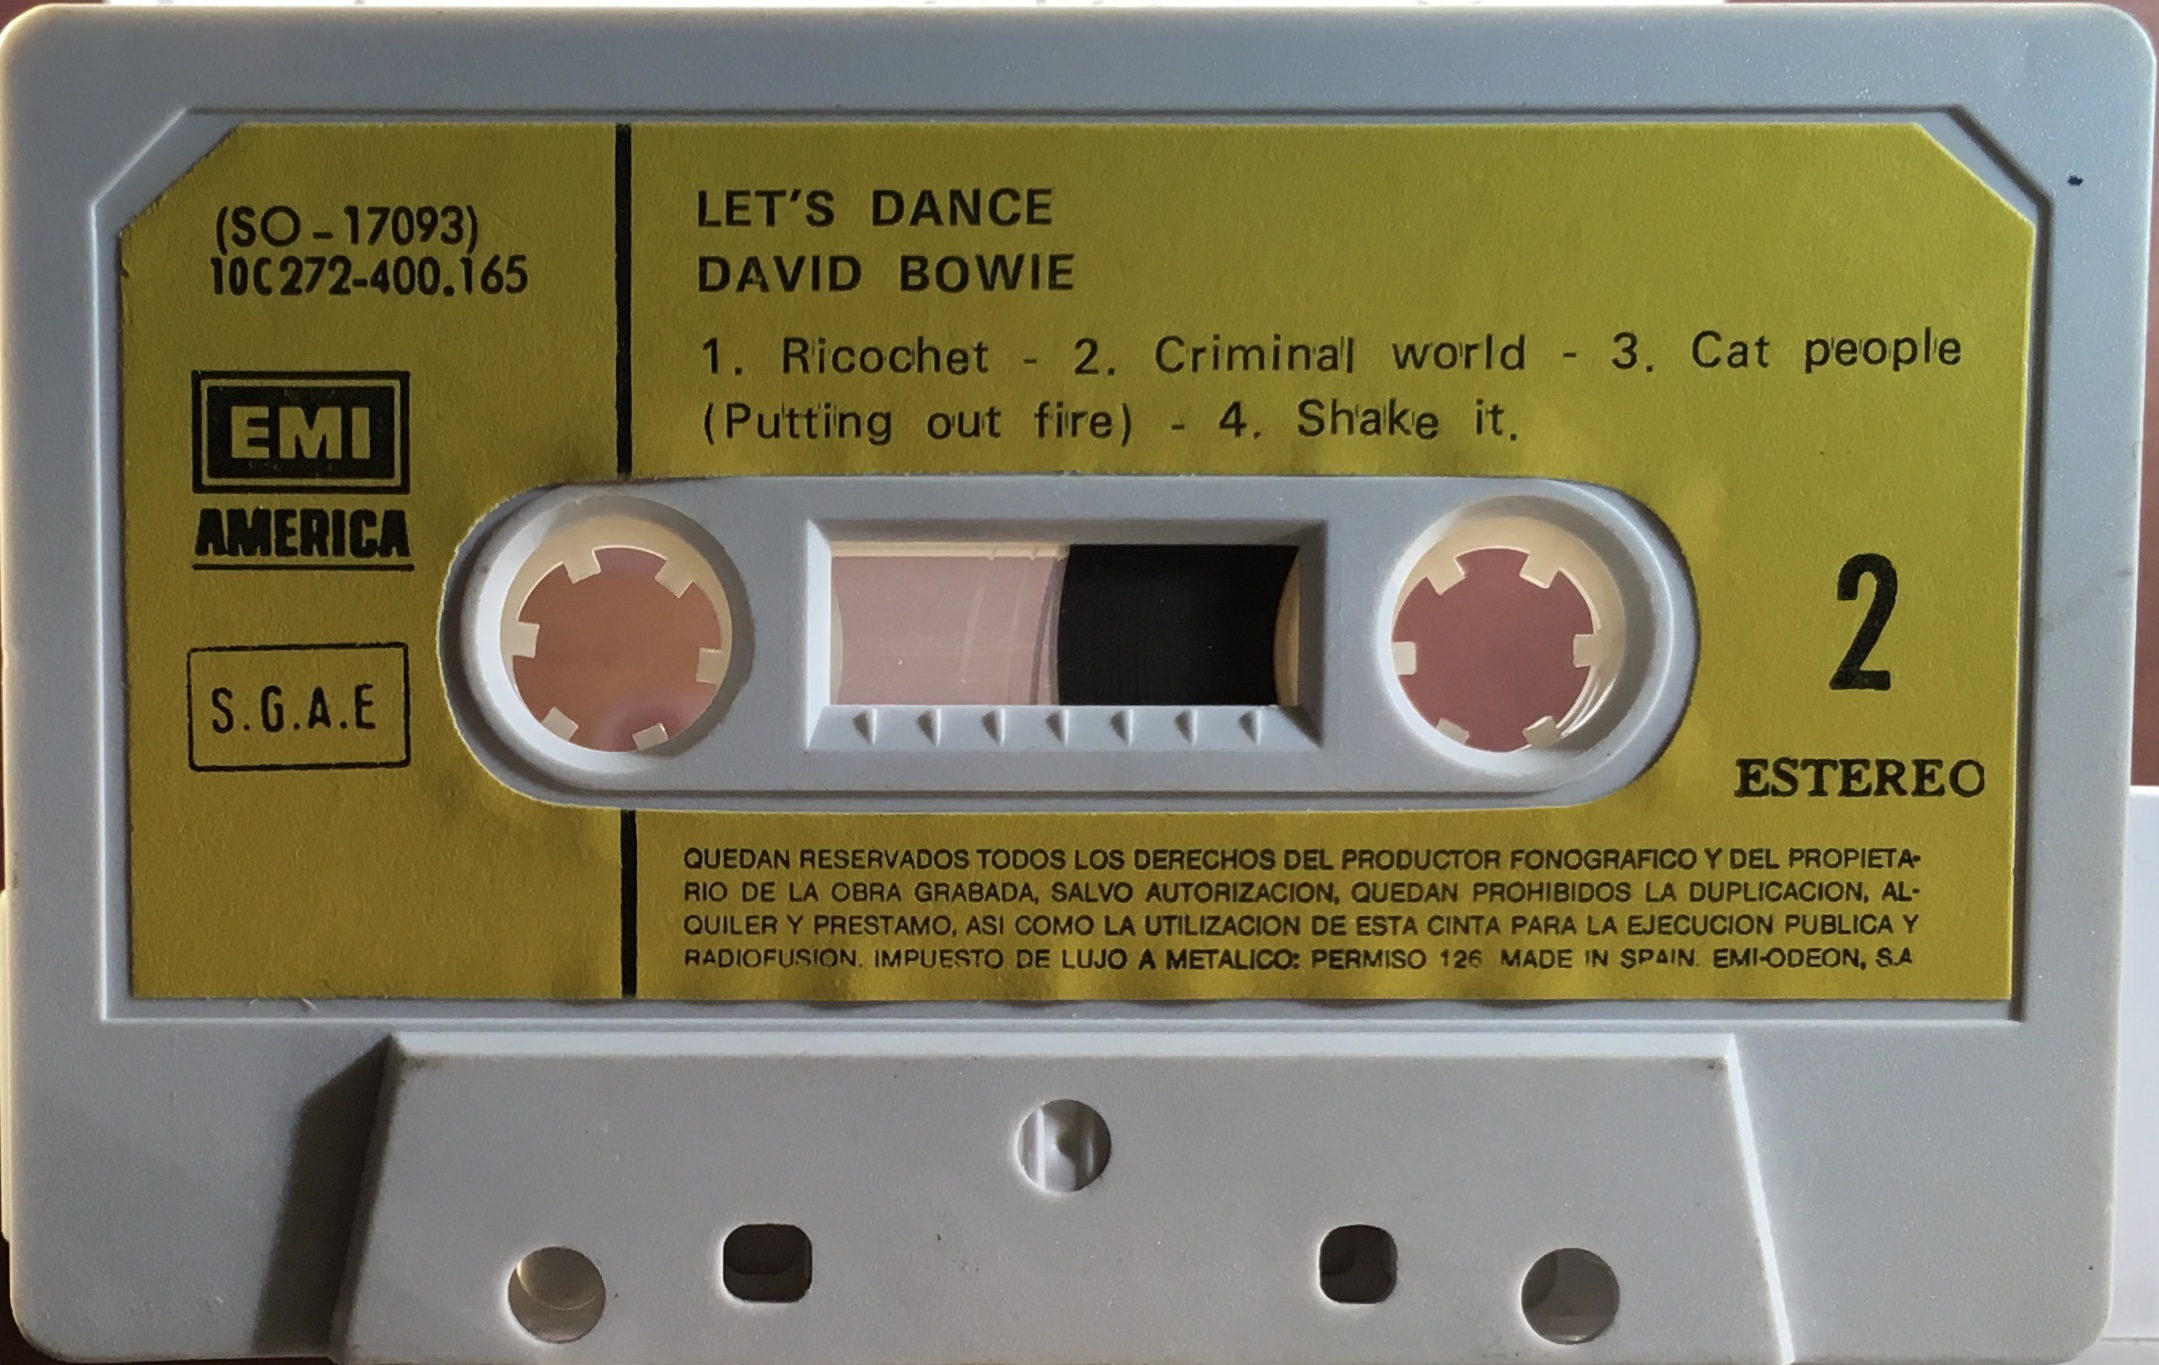 (SO-17093)
10C272-400.165
EMI
AMERICA
S.G.A.E
LET'S DANCE
DAVID BOWIE
1. Ricochet - 2. Criminal world - 3. Cat people
(Putting out fire) - 4. Shake it.
2
ESTEREO
QUEDAN RESERVADOS TODOS LOS DERECHOS DEL PRODUCTOR FONOGRAFICO Y DEL PROPIETA-
RIO DE LA OBRA GRABADA, SALVO AUTORIZACION, QUEDAN PROHIBIDOS LA DUPLICACION, AL-
QUILER Y PRESTAMO, ASI COMO LA UTILIZACION DE ESTA CINTA PARA LA EJECUCION PUBLICA Y
RADIOFUSION. IMPUESTO DE LUJO A METALICO: PERMISO 126 MADE IN SPAIN. EMI-ODEON, S.A